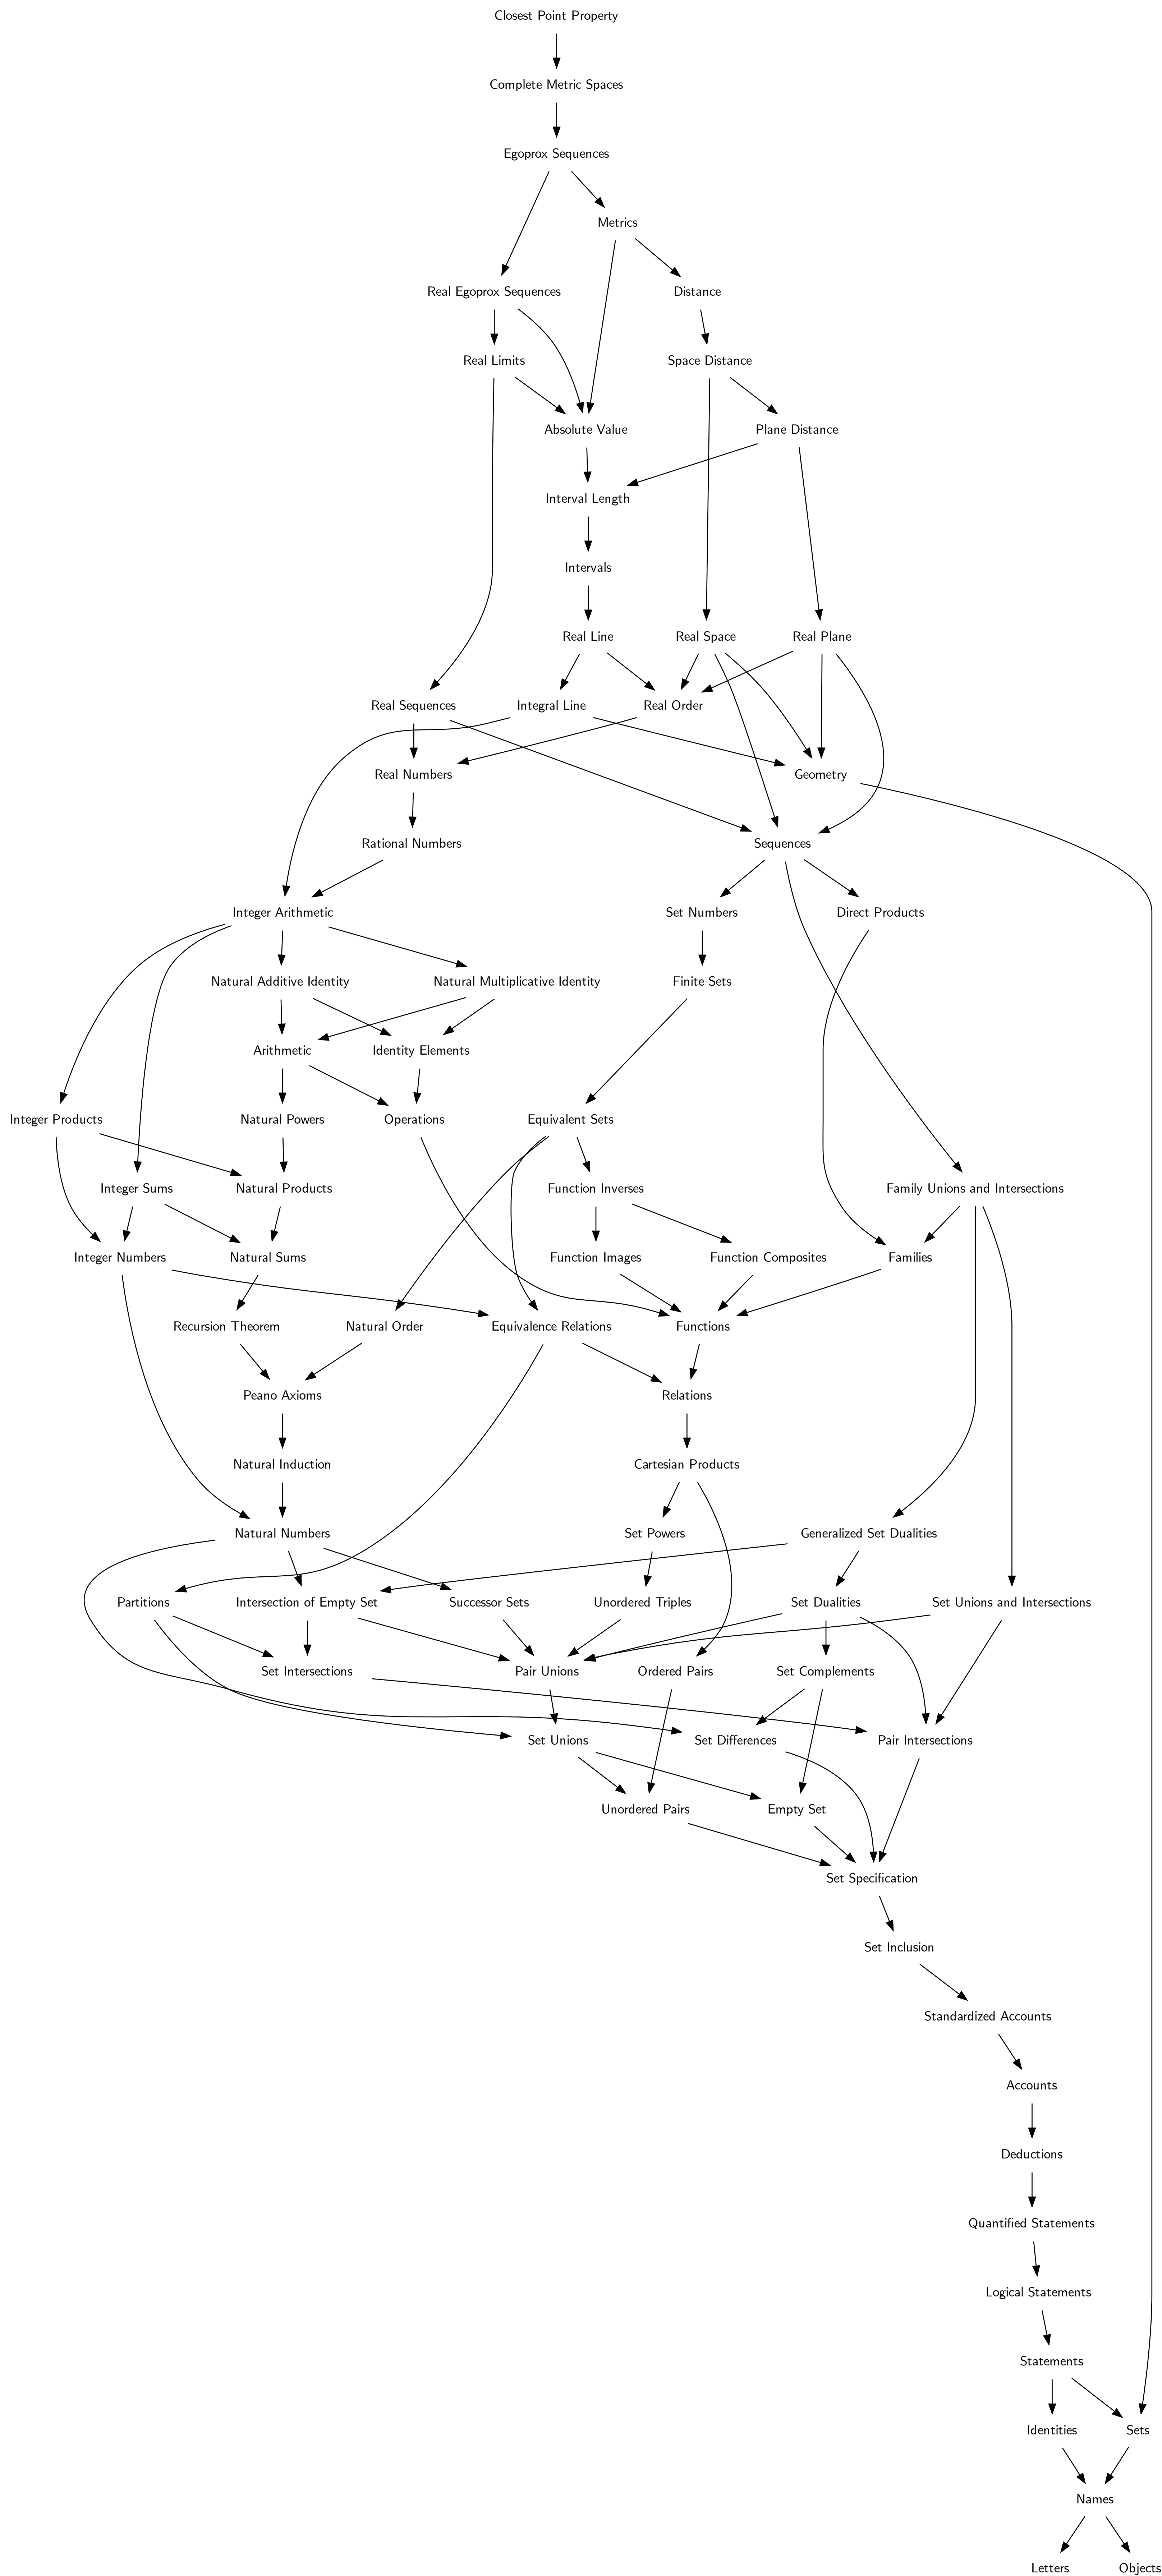 Closest Point Property
Complete Metric Spaces
Egoprox Sequences
Metrics
Real Egoprox Sequences
Distance
Real Limits
Space Distance
Absolute Value
Plane Distance
Interval Length
Intervals
Real Line
Real Space
Real Plane
Real Sequences
Integral Line
Real Order
Real Numbers
Geometry
Rational Numbers
Sequences
Integer Arithmetic
Set Numbers
Direct Products
Natural Additive Identity
Natural Multiplicative Identity
Finite Sets
Arithmetic
Identity Elements
Integer Products
Natural Powers
Operations
Equivalent Sets
Integer Sums
Natural Products
Function Inverses
Family Unions and Intersections
Integer Numbers
Natural Sums
Function Images
Function Composites
Families
Recursion Theorem
Natural Order
Equivalence Relations
Functions
Peano Axioms
Relations
Natural Induction
Cartesian Products
Natural Numbers
Set Powers
Generalized Set Dualities
Partitions
Intersection of Empty Set
Successor Sets
Unordered Triples
Set Dualities
Set Unions and Intersections
Set Intersections
Pair Unions
Ordered Pairs
Set Complements
Set Unions
Set Differences
Pair Intersections
Unordered Pairs
Empty Set
Set Specification
Set Inclusion
Standardized Accounts
Accounts
Deductions
Quantified Statements
Logical Statements
Statements
Identities
Sets
Names
Letters
Objects